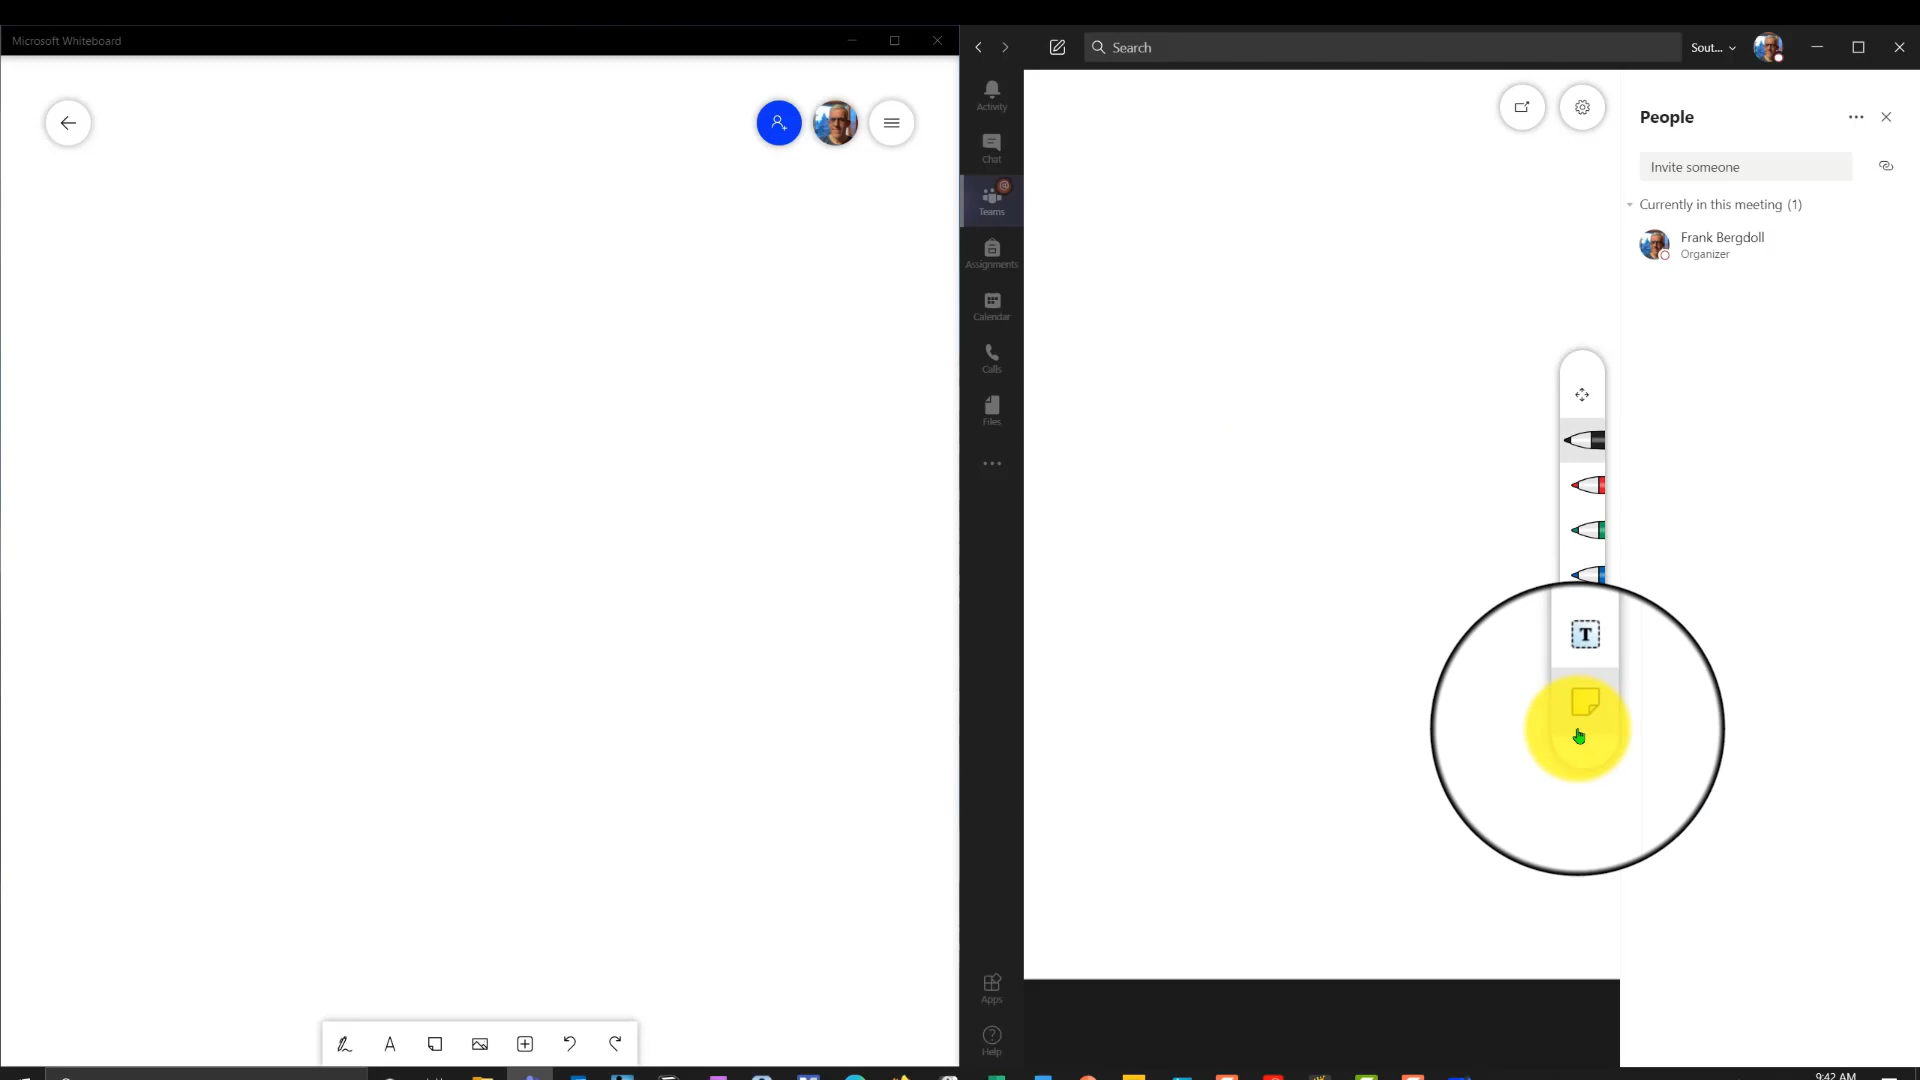 Microsoft Whiteboard
Search
Sout...
Activity
Chat
Teams
Assignments
Calendar
Calls
Files
Apps
Help
People
Invite someone
Currently in this meeting (1)
Frank Bergdoll
Organizer
T
A
9:42 AM